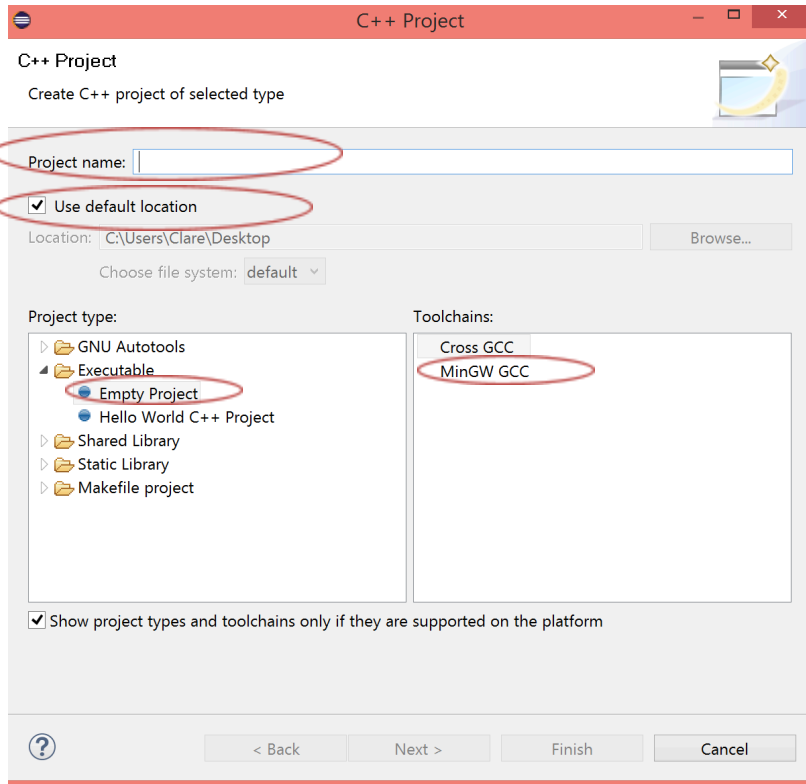 C++ Project
C++ Project
Create C++ project of selected type
Project name:
Use default location
Location: C:\Users\Clare\Desktop Browse...
Choose file system: default
Project type: Toolchains:
GNU Autotools Cross GCC
Executable MinGW GCC
Empty Project
Hello World C++ Project
Shared Library
Static Library
Makefile project
Show project types and toolchains only if they are supported on the platform
? < Back Next > Finish Cancel